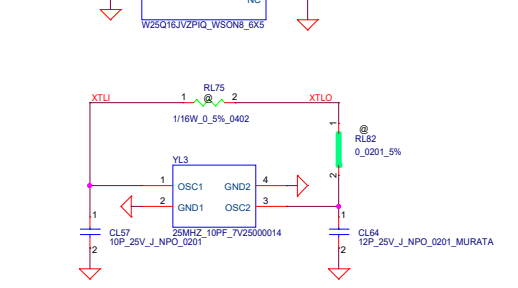 NC
W25Q16JVZPIQ_WSON8_6X5
RL75
XTLI
1
@
2
XTLO
1/16W_0_5%_0402
1
@
RL82
0_0201_5%
2
YL3
1
OSC1
GND2
4
2
GND1
OSC2
3
25MHZ_10PF_7V25000014
1
CL57
10P_25V_J_NPO_0201
2
1
CL64
12P_25V_J_NPO_0201_MURATA
2